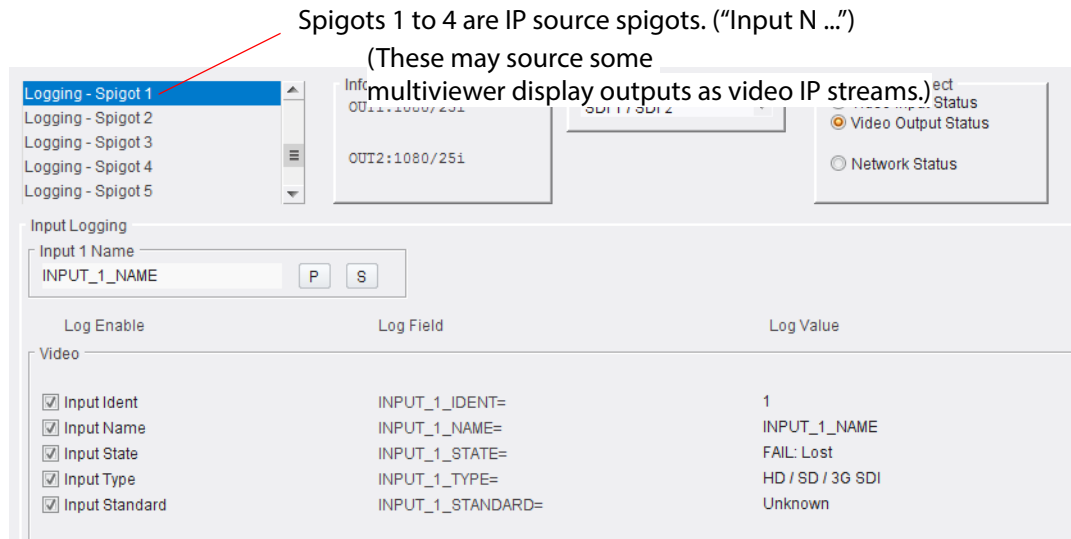 Spigots 1 to 4 are IP source spigots. (“Input N ...”)
(These may source some
multiviewer display outputs as video IP streams.)
Logging - Spigot 1
Logging - Spigot 2
Logging - Spigot 3
Logging - Spigot 4
Logging - Spigot 5
OUT2:1080/25i
Status
Video Output Status
Network Status
Input Logging
Input 1 Name
INPUT_1_NAME P S
Log Enable Log Field Log Value
Video
Input Ident INPUT_1_IDENT= 1
Input Name INPUT_1_NAME= INPUT_1_NAME
Input State INPUT_1_STATE= FAIL: Lost
Input Type INPUT_1_TYPE= HD / SD / 3G SDI
Input Standard INPUT_1_STANDARD= Unknown